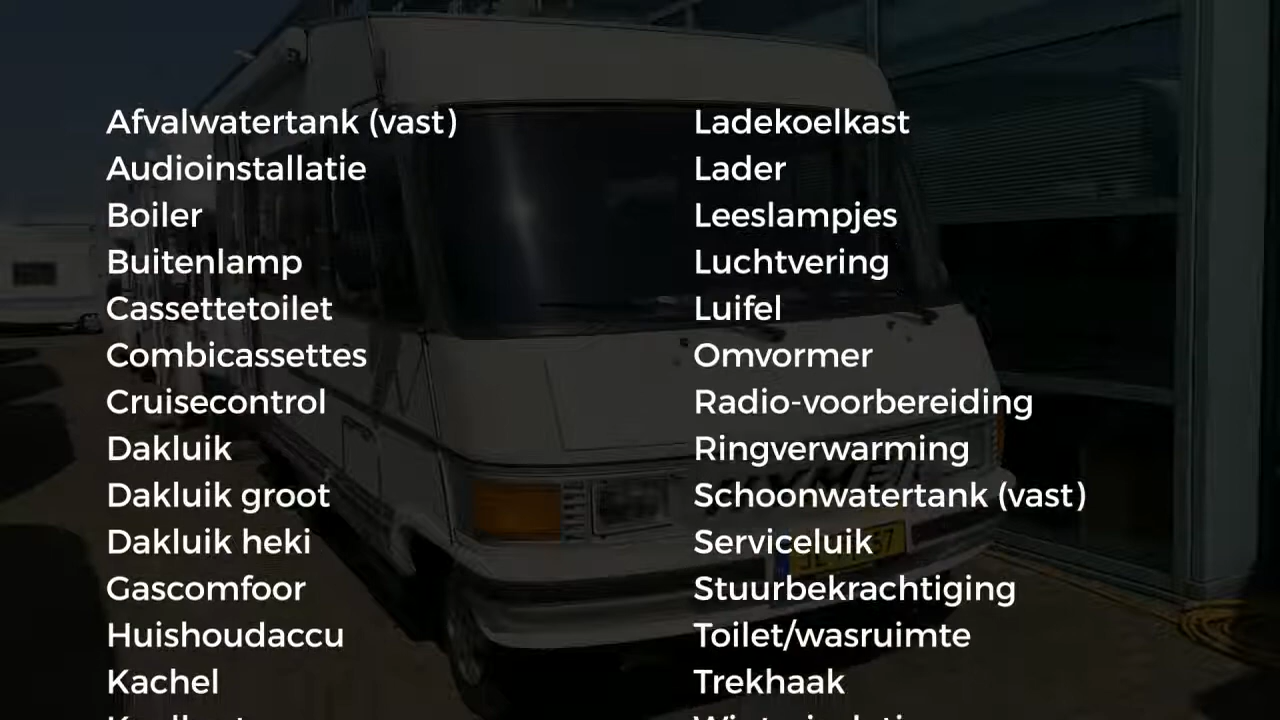 Afvalwatertank (vast)
Audioinstallatie
Boiler
Buitenlamp
Cassettetoilet
Combicassettes
Cruisecontrol
Dakluik
Dakluik groot
Dakluik heki
Gascomfoor
Huishoudaccu
Kachel
Ladekoelkast
Lader
Leeslampjes
Luchtvering
Luifel
Omvormer
Radio-voorbereiding
Ringverwarming
Schoonwatertank (vast)
Serviceluik
Stuurbekrachtiging
Toilet/wasruimte
Trekhaak